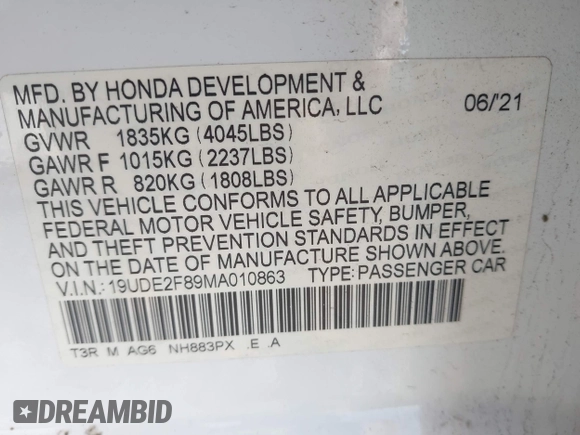 MFD. BY HONDA DEVELOPMENT &
MANUFACTURING OF AMERICA, LLC 06/'21
GVWR 1835KG (4045LBS)
GAWR F 1015KG (2237LBS)
GAWR R 820KG (1808LBS)
THIS VEHICLE CONFORMS TO ALL APPLICABLE
FEDERAL MOTOR VEHICLE SAFETY, BUMPER,
AND THEFT PREVENTION STANDARDS IN EFFECT
ON THE DATE OF MANUFACTURE SHOWN ABOVE.
V.I.N.: 19UDE2F89MA010863 TYPE: PASSENGER CAR
T3R M AG6 NH883PX .E .A
DREAMBID